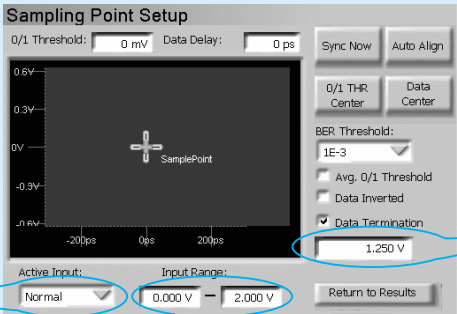 Sampling Point Setup
0/1 Threshold: 0 mV Data Delay: 0 ps
Sync Now Auto Align
0/1 THR Center Data Center
0.6V
0.3V
0V
-0.3V
-0.6V
SamplePoint
-200ps 0ps 200ps
BER Threshold:
1E-3
Avg. 0/1 Threshold
Data Inverted
Data Termination
1.250 V
Active Input: Input Range:
Normal 0.000 V — 2.000 V
Return to Results